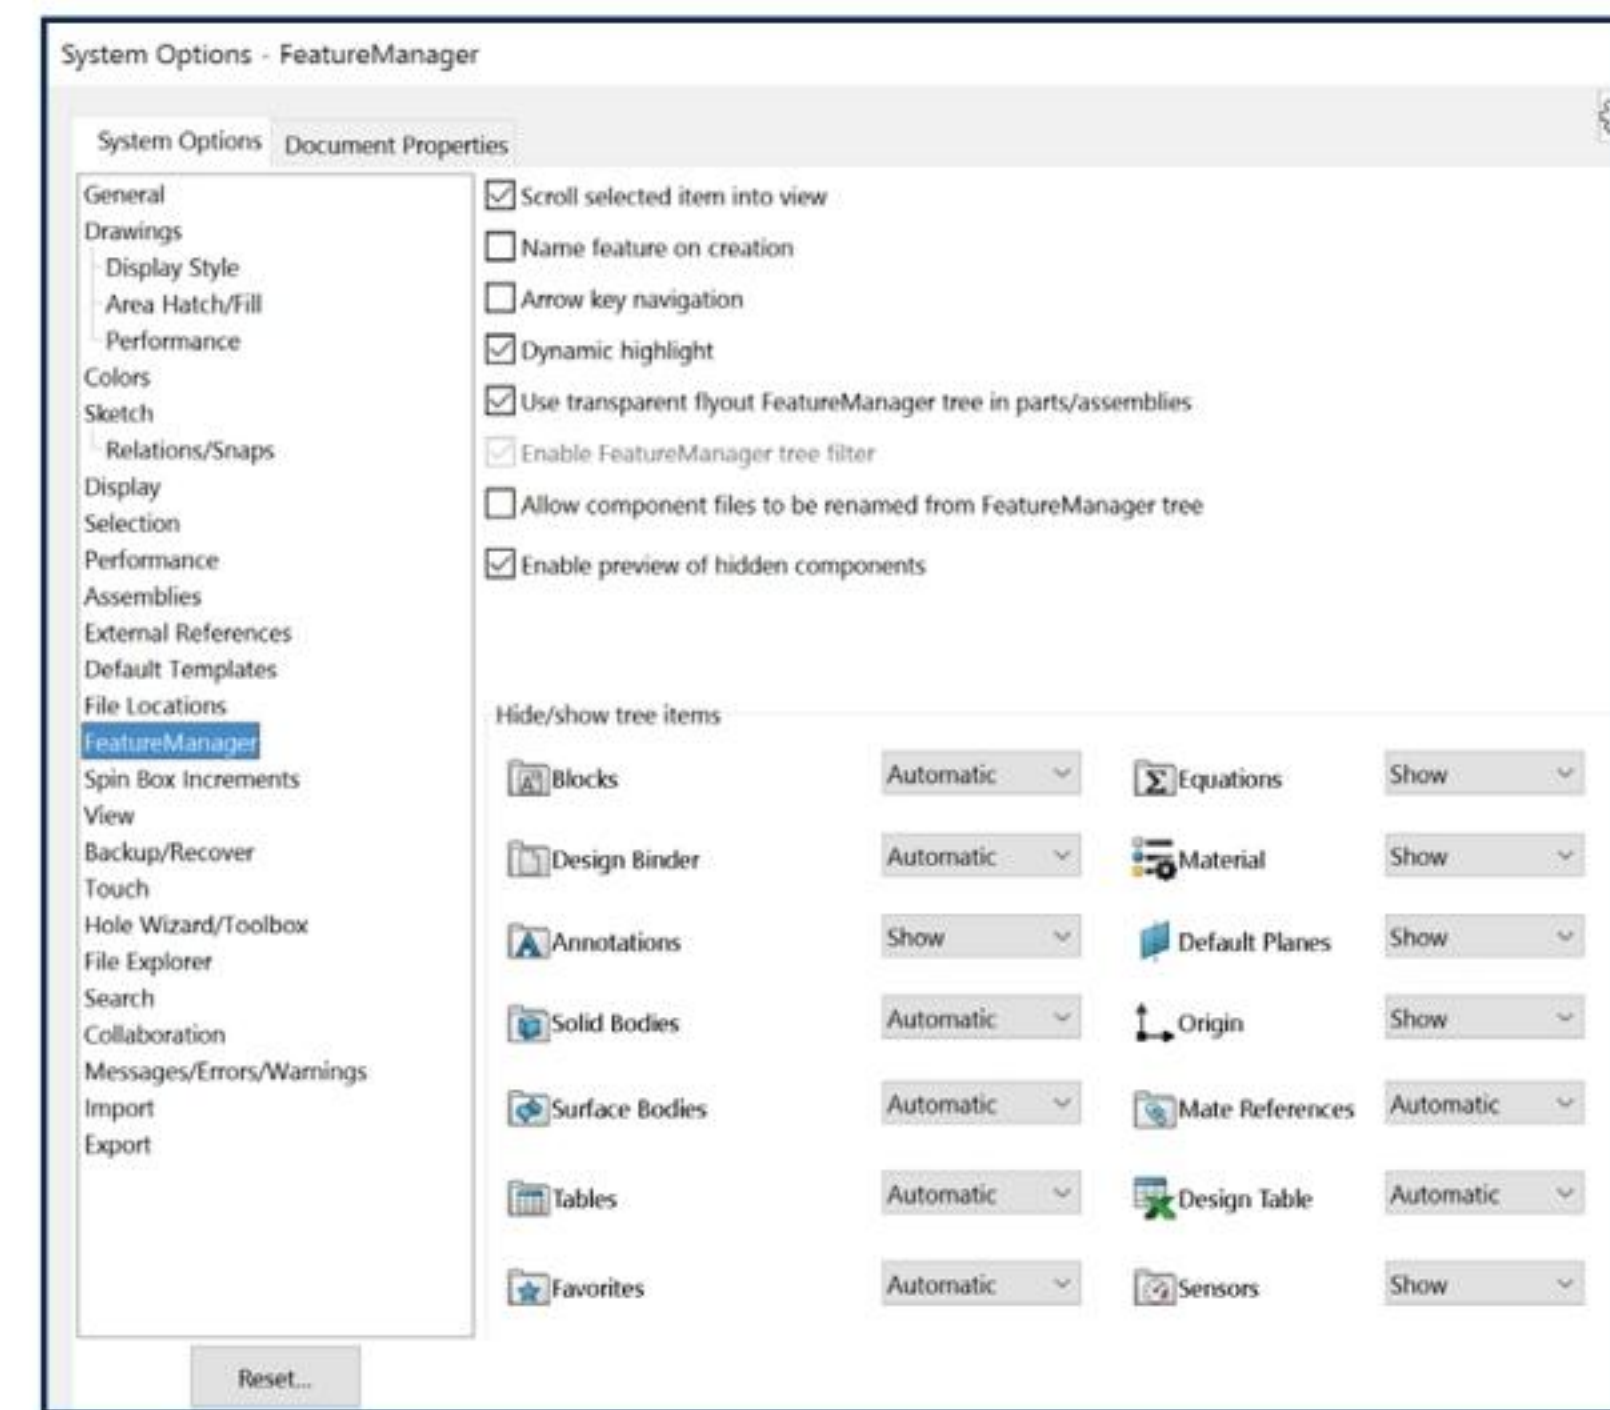 System Options - FeatureManager
System Options Document Properties
General
Drawings
Display Style
Area Hatch/Fill
Performance
Colors
Sketch
Relations/Snaps
Display
Selection
Performance
Assemblies
External References
Default Templates
File Locations
FeatureManager
Spin Box Increments
View
Backup/Recover
Touch
Hole Wizard/Toolbox
File Explorer
Search
Collaboration
Messages/Errors/Warnings
Import
Export
Reset...
Scroll selected item into view
Name feature on creation
Arrow key navigation
Dynamic highlight
Use transparent flyout FeatureManager tree in parts/assemblies
Enable FeatureManager tree filter
Allow component files to be renamed from FeatureManager tree
Enable preview of hidden components
Hide/show tree items
Blocks Automatic Equations Show
Design Binder Automatic Material Show
Annotations Show Default Planes Show
Solid Bodies Automatic Origin Show
Surface Bodies Automatic Mate References Automatic
Tables Automatic Design Table Automatic
Favorites Automatic Sensors Show